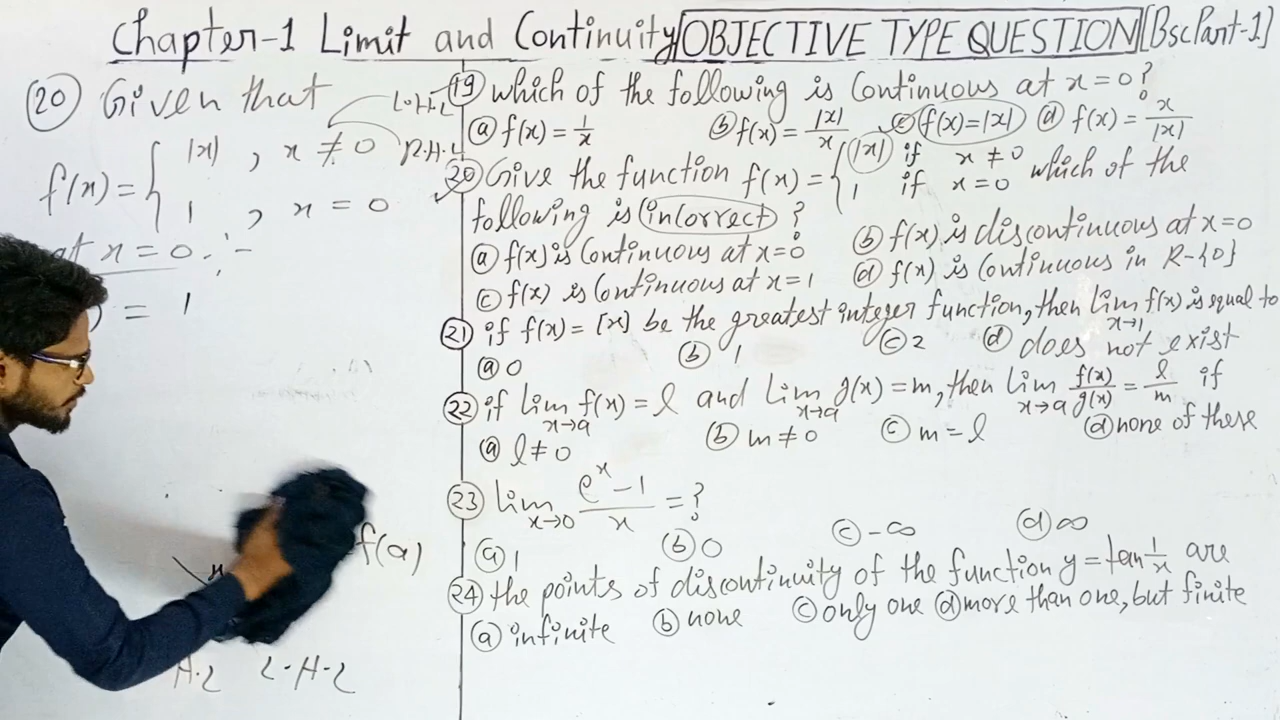 Chapter-1 Limit and Continuity OBJECTIVE TYPE QUESTION [BscPart-1]
20 Given that
L.H.L
f(x) = { |x| , x ≠ 0 R.H.L
1 , x = 0
at x = 0 :-
) = 1
f(a)
H.L L-H-L
19 which of the following is Continuous at x = 0 ?
a f(x) = 1/x b f(x) = |x|/x c f(x) = |x| d f(x) = x/|x|
20 Give the function f(x) = { |x| if x ≠ 0 which of the
1 if x = 0
following is (incorrect) ?
a f(x) is Continuous at x = 0 b f(x) is discontinuous at x = 0
c f(x) is Continuous at x = 1 d f(x) is Continuous in R-{0}
21 if f(x) = [x] be the greatest integer function, then lim x→1 f(x) is equal to
a 0 b 1 c 2 d does not exist
22 if Lim x→a f(x) = l and Lim x→a g(x) = m, then Lim x→a f(x)/g(x) = l/m if
a l ≠ 0 b m ≠ 0 c m = l d none of these
23 Lim x→0 (e^x - 1)/x = ?
a 1 b 0 c -∞ d ∞
24 the points of discontinuity of the function y = tan 1/x are
a infinite b none c only one d more than one, but finite